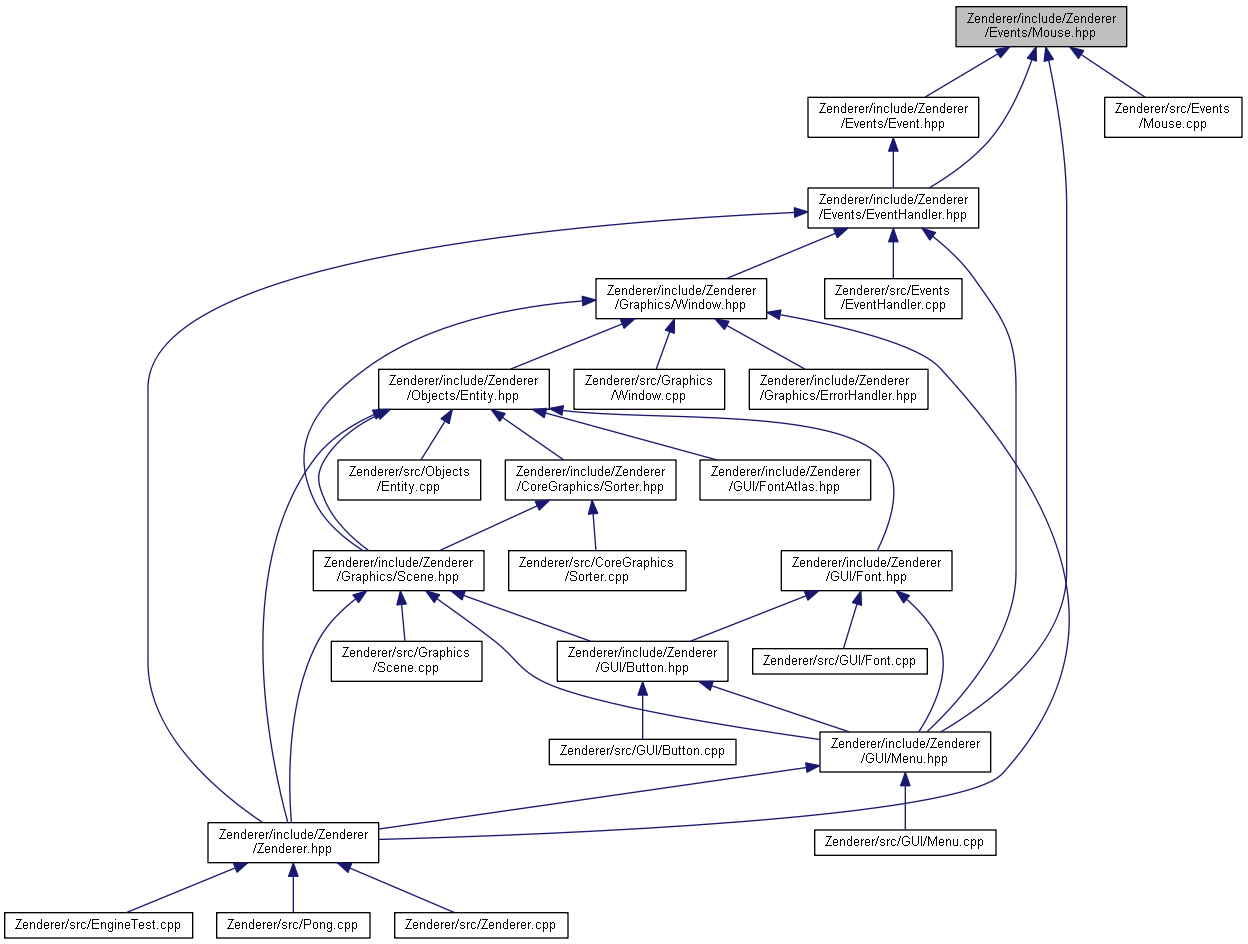 Zenderer/include/Zenderer
/Events/Mouse.hpp
Zenderer/include/Zenderer
/Events/Event.hpp
Zenderer/src/Events
/Mouse.cpp
Zenderer/include/Zenderer
/Events/EventHandler.hpp
Zenderer/include/Zenderer
/Graphics/Window.hpp
Zenderer/src/Events
/EventHandler.cpp
Zenderer/include/Zenderer
/Objects/Entity.hpp
Zenderer/src/Graphics
/Window.cpp
Zenderer/include/Zenderer
/Graphics/ErrorHandler.hpp
Zenderer/src/Objects
/Entity.cpp
Zenderer/include/Zenderer
/CoreGraphics/Sorter.hpp
Zenderer/include/Zenderer
/GUI/FontAtlas.hpp
Zenderer/include/Zenderer
/Graphics/Scene.hpp
Zenderer/src/CoreGraphics
/Sorter.cpp
Zenderer/include/Zenderer
/GUI/Font.hpp
Zenderer/src/Graphics
/Scene.cpp
Zenderer/include/Zenderer
/GUI/Button.hpp
Zenderer/src/GUI/Font.cpp
Zenderer/src/GUI/Button.cpp
Zenderer/include/Zenderer
/GUI/Menu.hpp
Zenderer/include/Zenderer
/Zenderer.hpp
Zenderer/src/GUI/Menu.cpp
Zenderer/src/EngineTest.cpp
Zenderer/src/Pong.cpp
Zenderer/src/Zenderer.cpp